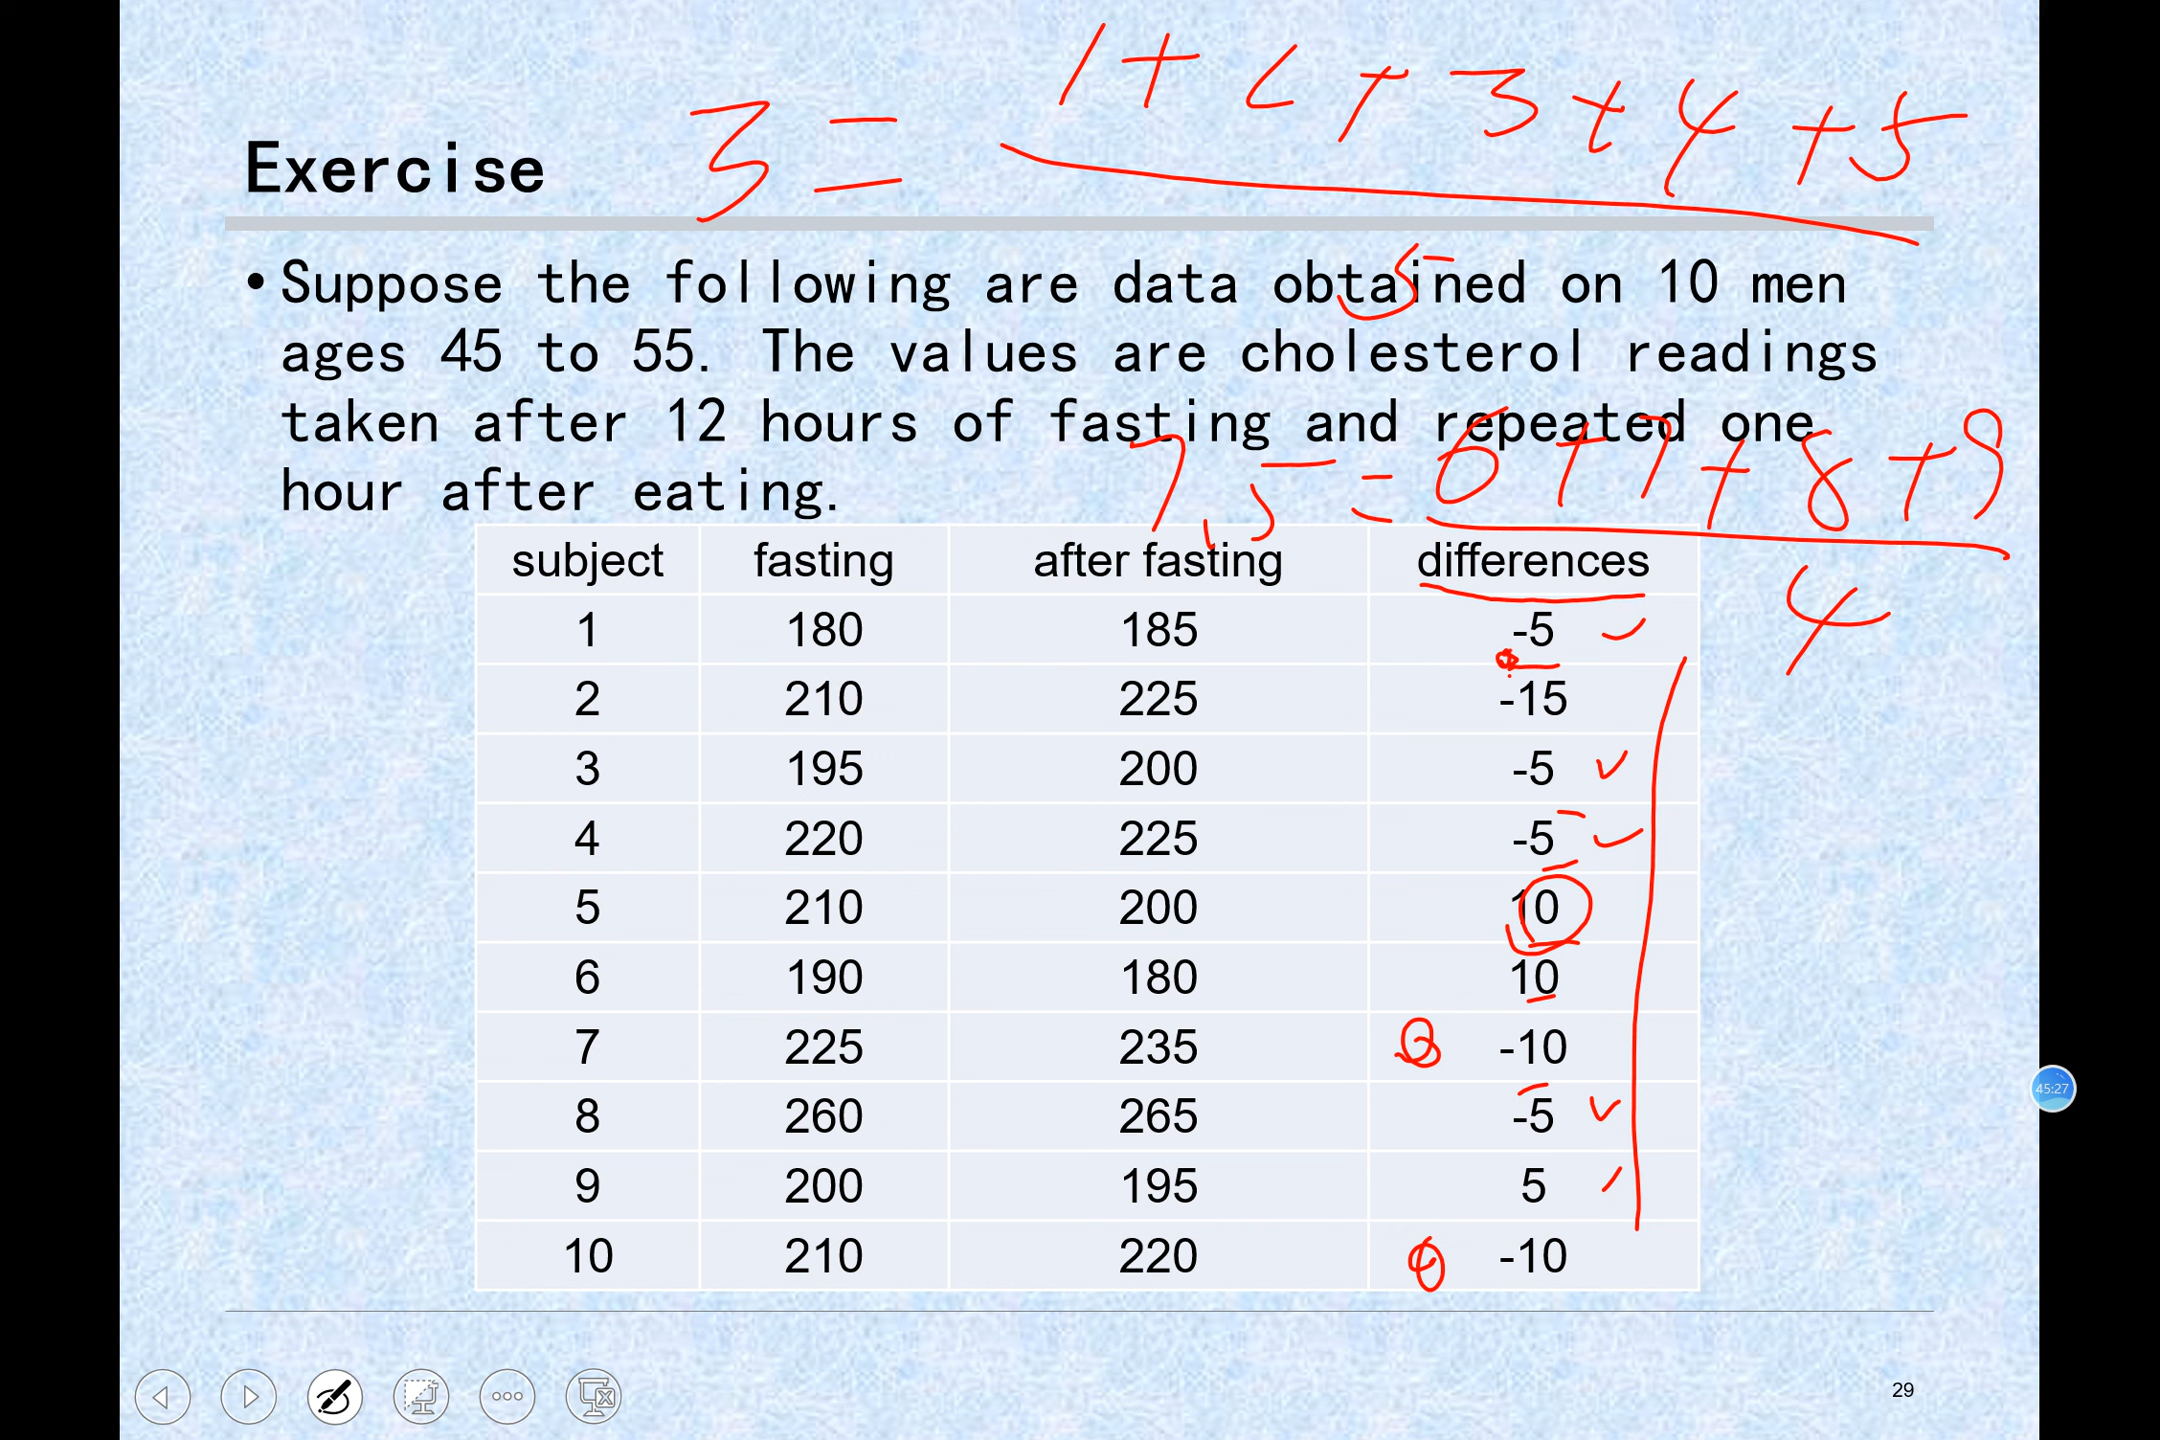 1+2+3+4+5
3=
Exercise
5
• Suppose the following are data obtained on 10 men
ages 45 to 55. The values are cholesterol readings
taken after 12 hours of fasting and repeated one
hour after eating.
7,5=6+7+8+9
4
subject fasting after fasting differences
1 180 185 -5
2 210 225 -15
3 195 200 -5
4 220 225 -5
5 210 200 10
6 190 180 10
7 225 235 -10
8 260 265 -5
9 200 195 5
10 210 220 -10
45:27
29